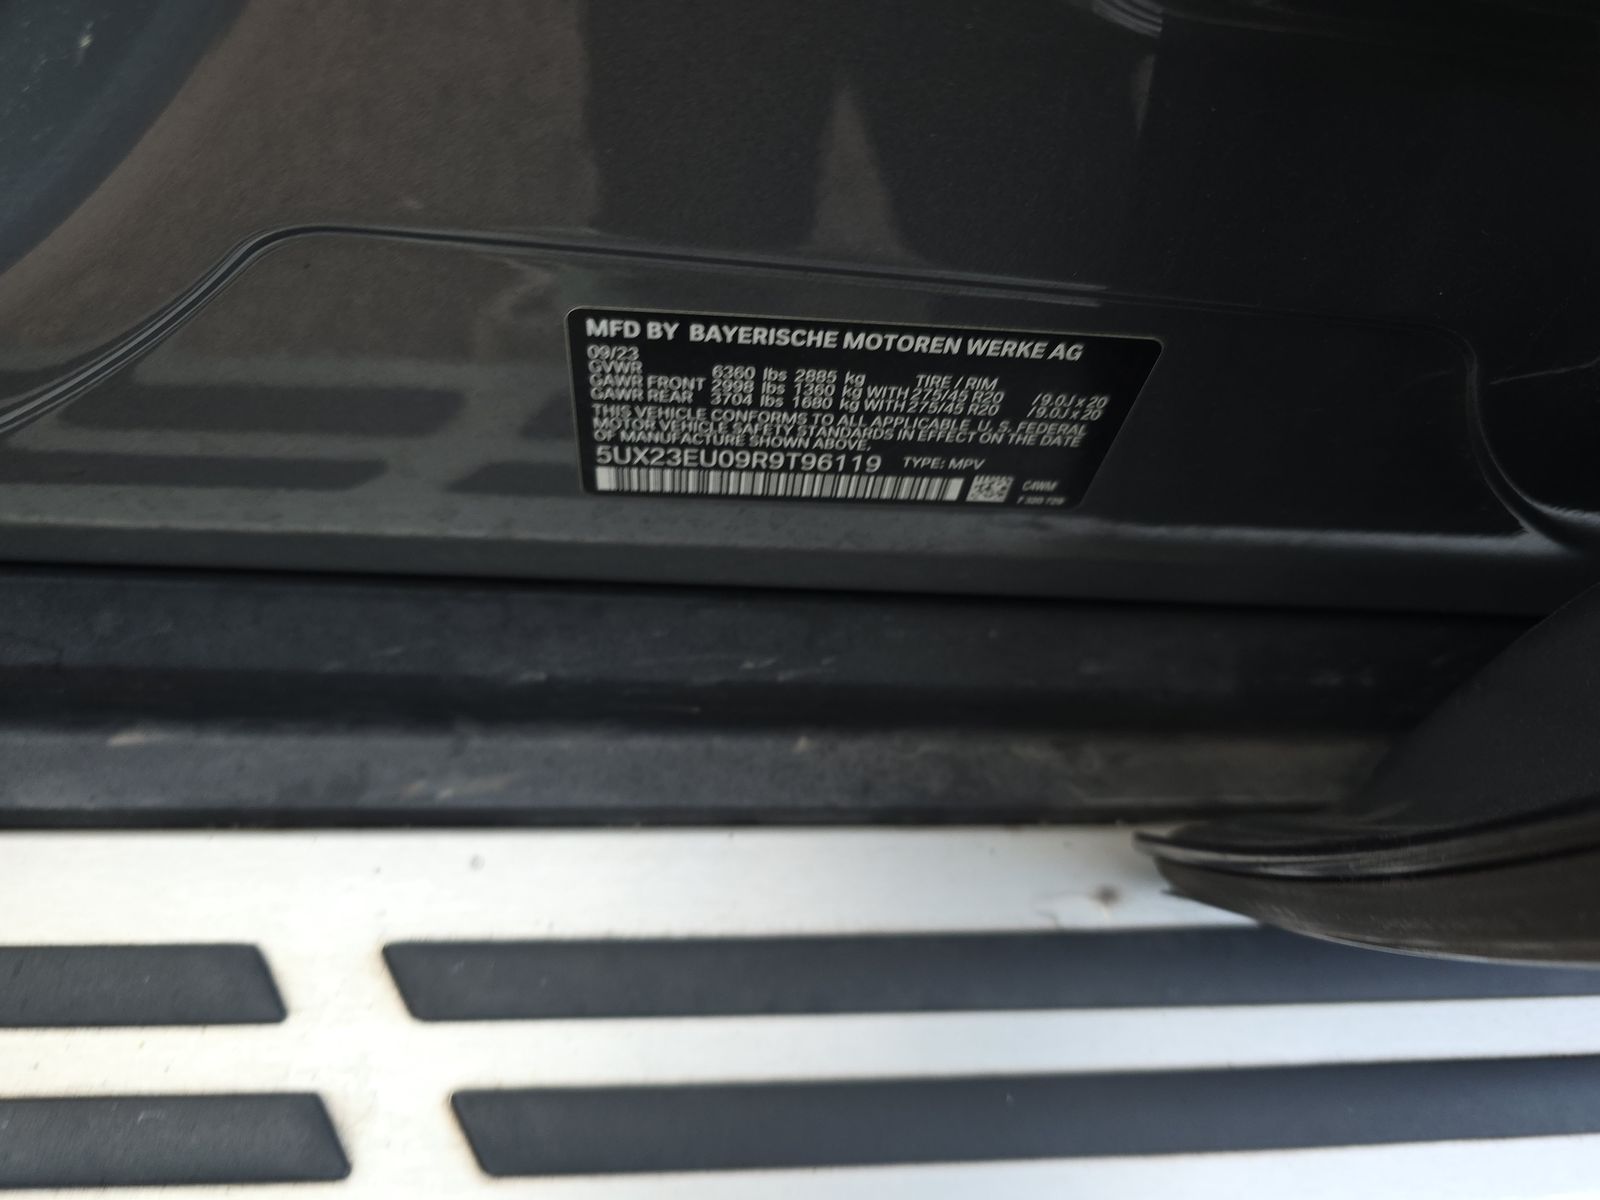 MFD BY BAYERISCHE MOTOREN WERKE AG
09/23
GVWR 6360 lbs 2885 kg TIRE / RIM
GAWR FRONT 2998 lbs 1360 kg WITH 275/45 R20 /9.0J x 20
GAWR REAR 3704 lbs 1680 kg WITH 275/45 R20 /9.0J x 20
THIS VEHICLE CONFORMS TO ALL APPLICABLE U. S. FEDERAL
MOTOR VEHICLE SAFETY STANDARDS IN EFFECT ON THE DATE
OF MANUFACTURE SHOWN ABOVE.
5UX23EU09R9T96119 TYPE: MPV
C4WM